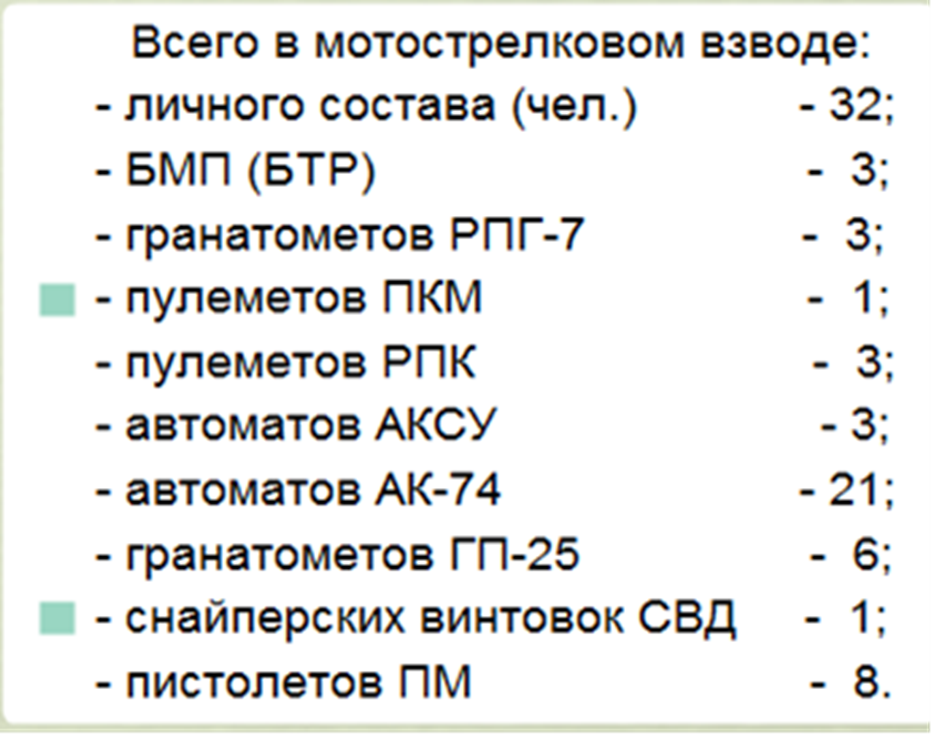 Всего в мотострелковом взводе:
- личного состава (чел.) - 32;
- БМП (БТР) - 3;
- гранатометов РПГ-7 - 3;
- пулеметов ПКМ - 1;
- пулеметов РПК - 3;
- автоматов АКСУ - 3;
- автоматов АК-74 - 21;
- гранатометов ГП-25 - 6;
- снайперских винтовок СВД - 1;
- пистолетов ПМ - 8.